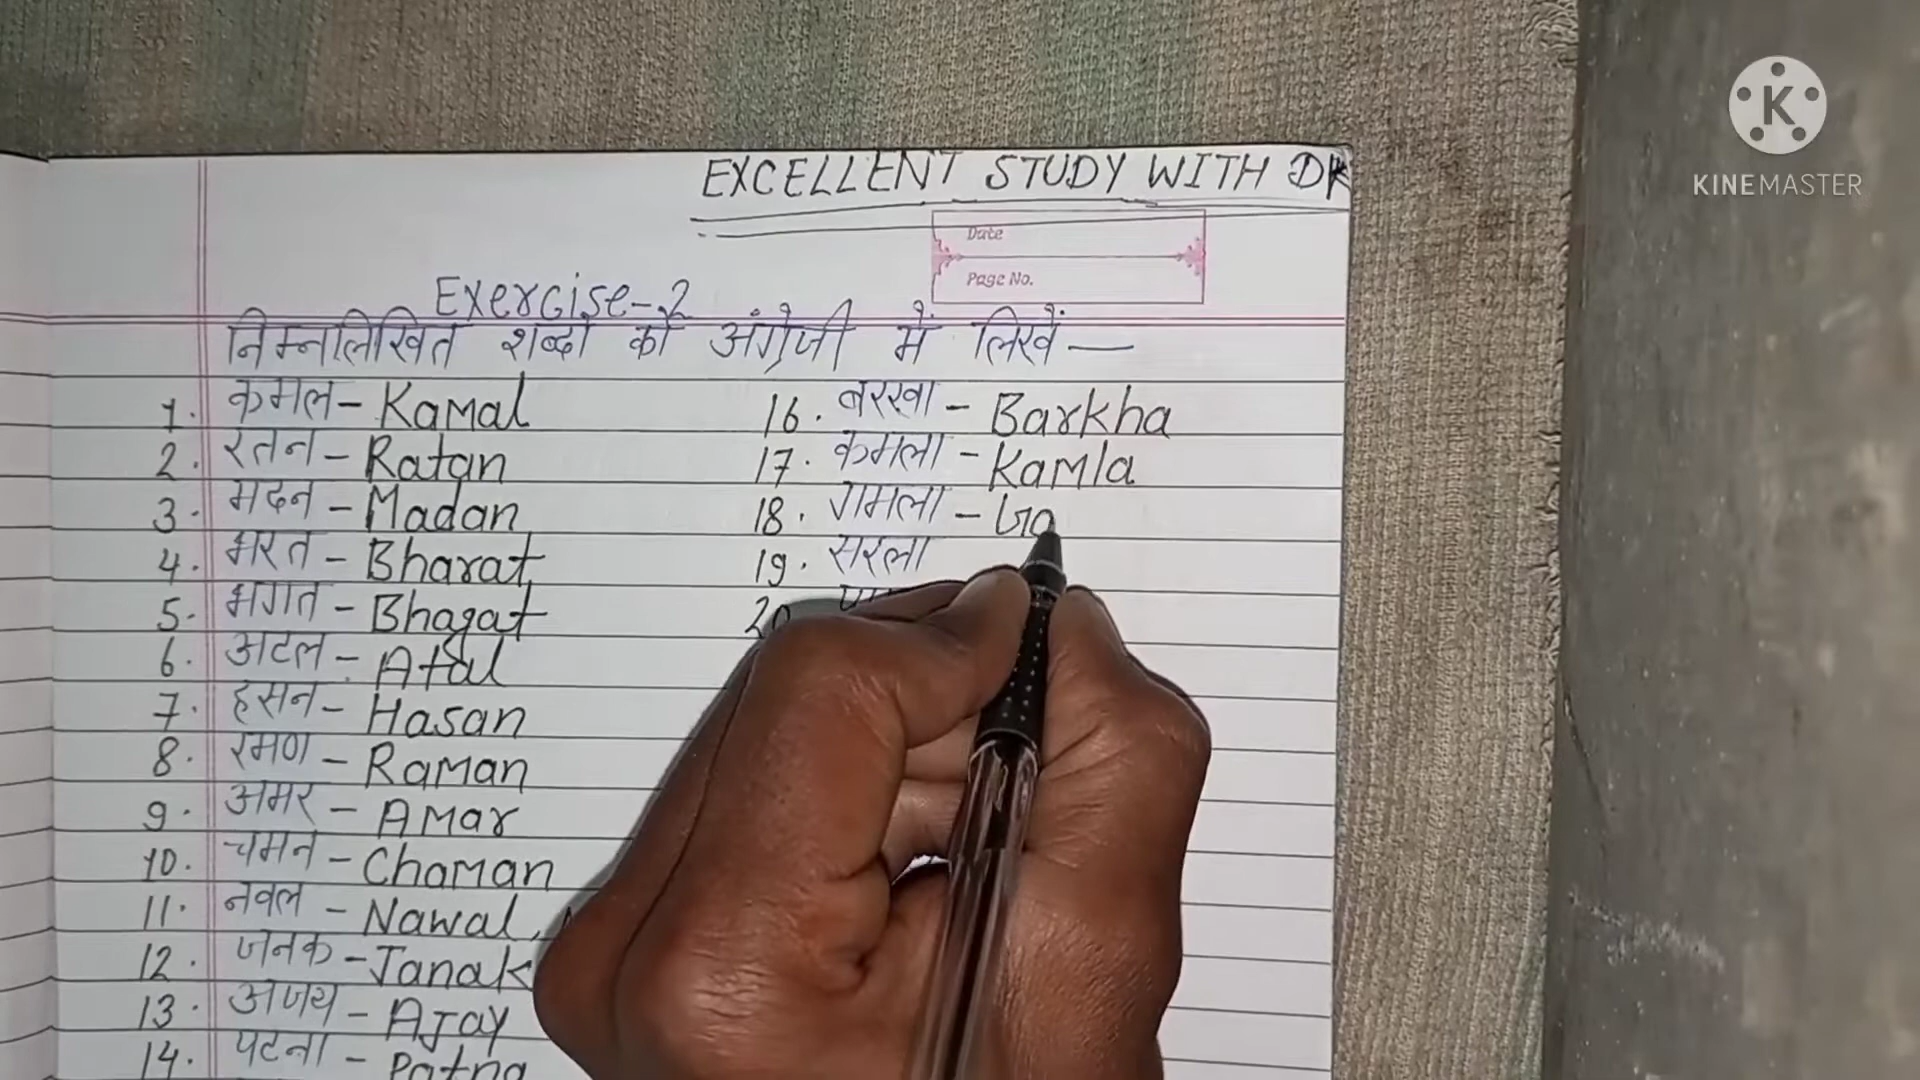 KINEMASTER
EXCELLENT STUDY WITH DK
Date
Page No.
Exercise-2
निम्नलिखित शब्दों को अंग्रेजी में लिखें —
1. कमल - Kamal
2. रतन - Ratan
3. मदन - Madan
4. भरत - Bharat
5. भगत - Bhagat
6. अटल - Atal
7. हसन - Hasan
8. रमण - Raman
9. अमर - Amar
10. चमन - Chaman
11. नवल - Nawal,
12. जनक - Janak
13. अजय - Ajay
14. पटना - Patna
16. बरखा - Barkha
17. कमला - Kamla
18. गमला - Ga
19. सरला
20